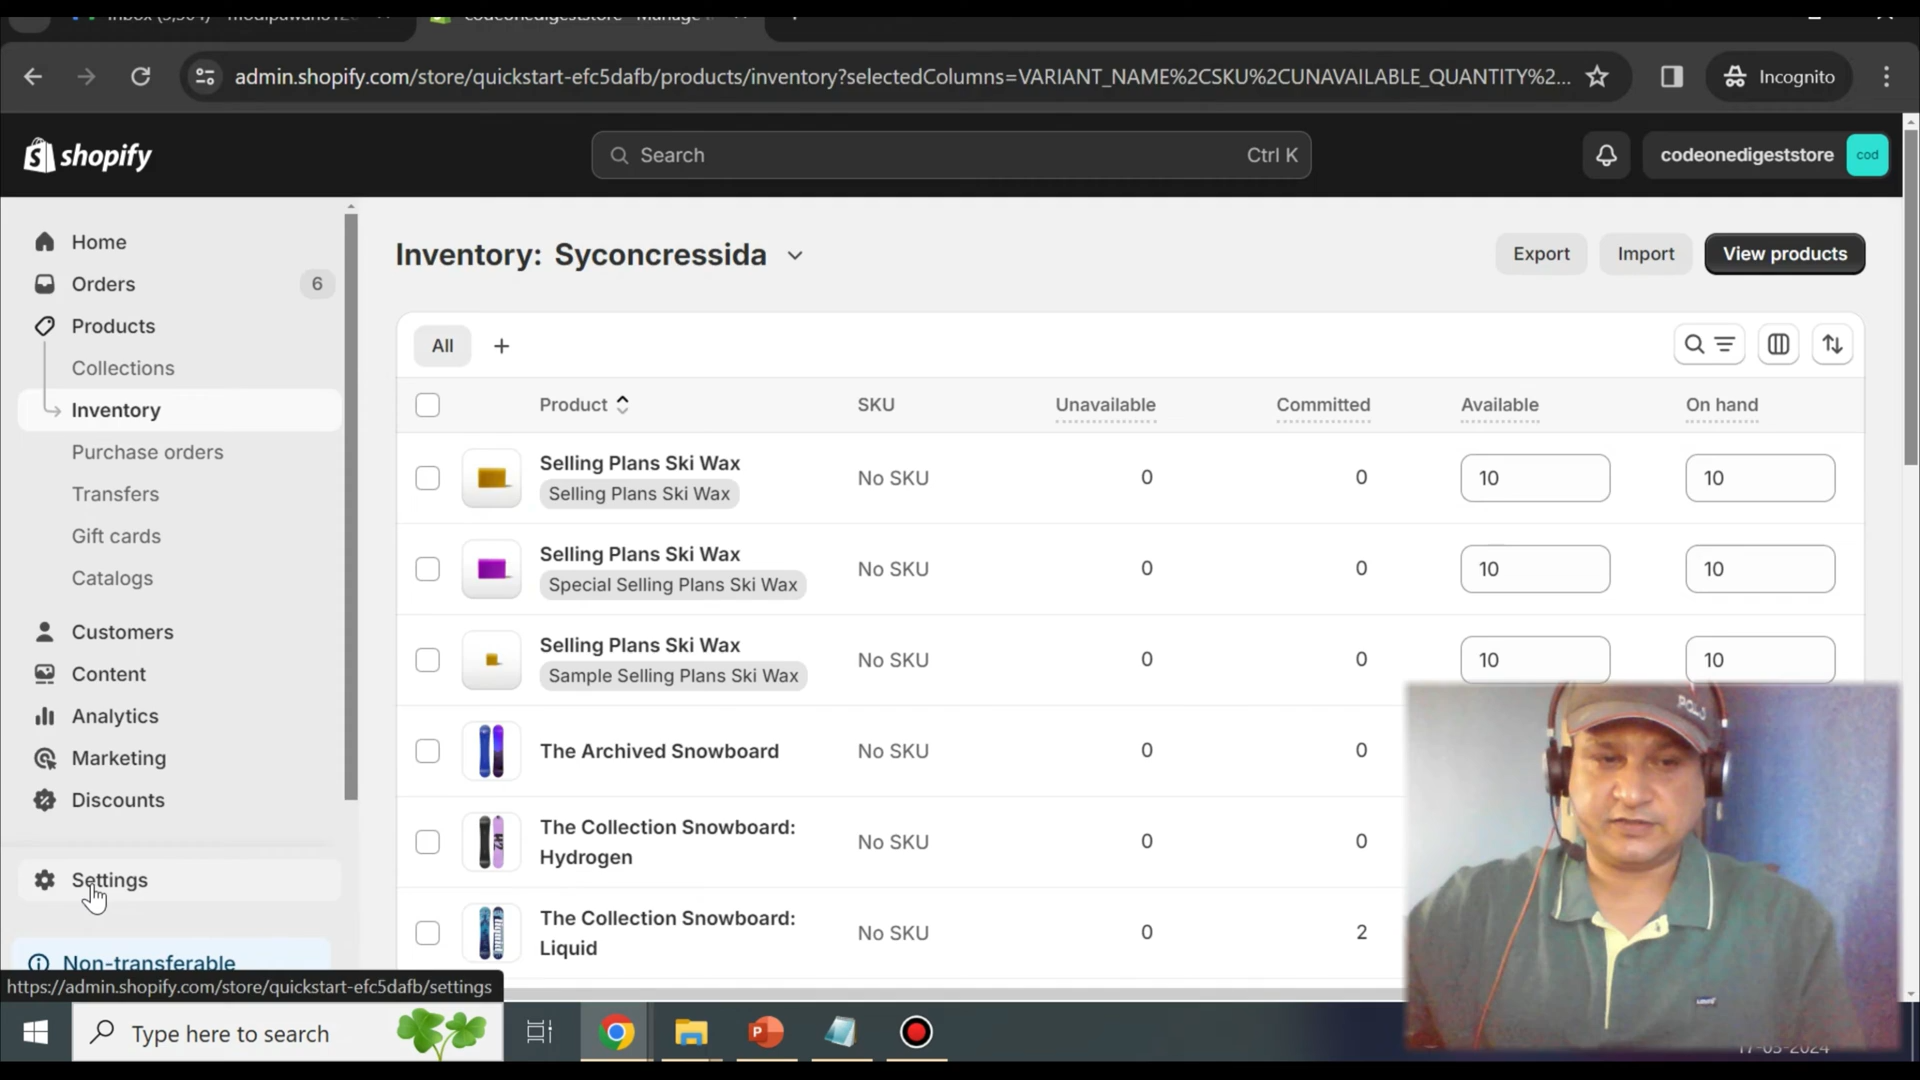 admin.shopify.com/store/quickstart-efc5dafb/products/inventory?selectedColumns=VARIANT_NAME%2CSKU%2CUNAVAILABLE_QUANTITY%2...
Incognito
shopify
Search
Ctrl K
codeonedigeststore
cod
Home
Orders
6
Products
Collections
Inventory
Purchase orders
Transfers
Gift cards
Catalogs
Customers
Content
Analytics
Marketing
Discounts
Settings
Non-transferable
https://admin.shopify.com/store/quickstart-efc5dafb/settings
Inventory: Syconcressida
Export
Import
View products
All
Product SKU Unavailable Committed Available On hand
Selling Plans Ski Wax
Selling Plans Ski Wax
No SKU 0 0 10 10
Selling Plans Ski Wax
Special Selling Plans Ski Wax
No SKU 0 0 10 10
Selling Plans Ski Wax
Sample Selling Plans Ski Wax
No SKU 0 0 10 10
The Archived Snowboard
No SKU 0 0
The Collection Snowboard:
Hydrogen
No SKU 0 0
The Collection Snowboard:
Liquid
No SKU 0 2
POLO
Type here to search